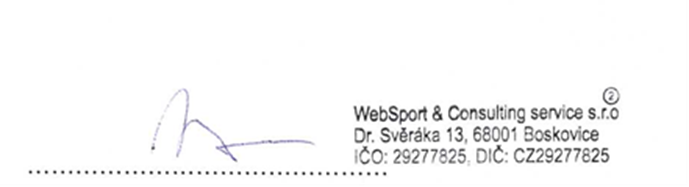 ②
WebSport & Consulting service s.r.o
Dr. Svěráka 13, 68001 Boskovice
IČO: 29277825, DIČ: CZ29277825